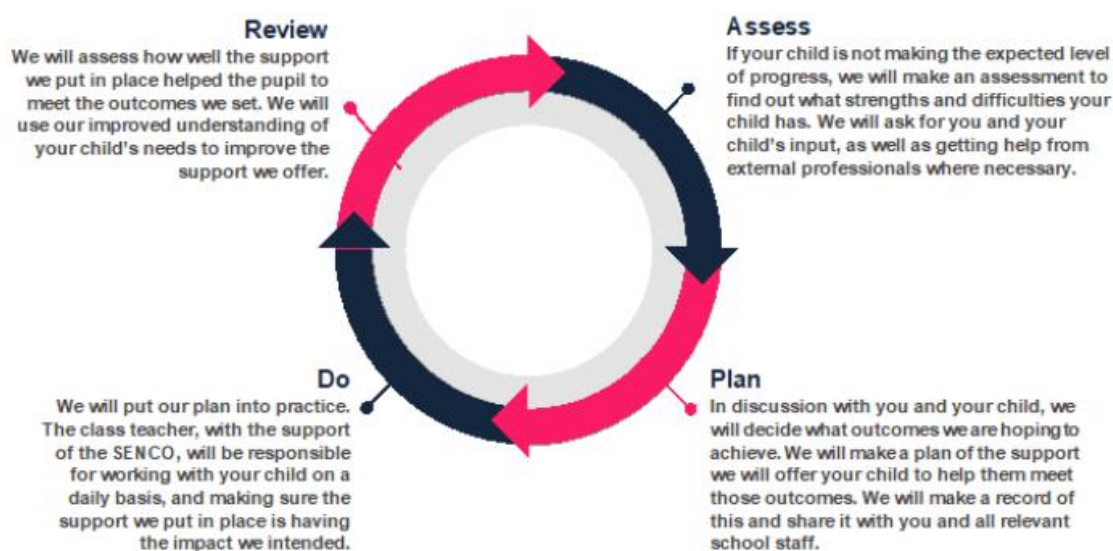 Review
We will assess how well the support
we put in place helped the pupil to
meet the outcomes we set. We will
use our improved understanding of
your child's needs to improve the
support we offer.
Assess
If your child is not making the expected level
of progress, we will make an assessment to
find out what strengths and difficulties your
child has. We will ask for you and your
child's input, as well as getting help from
external professionals where necessary.
Do
We will put our plan into practice.
The class teacher, with the support
of the SENCO, will be responsible
for working with your child on a
daily basis, and making sure the
support we put in place is having
the impact we intended.
Plan
In discussion with you and your child, we
will decide what outcomes we are hoping to
achieve. We will make a plan of the support
we will offer your child to help them meet
those outcomes. We will make a record of
this and share it with you and all relevant
school staff.